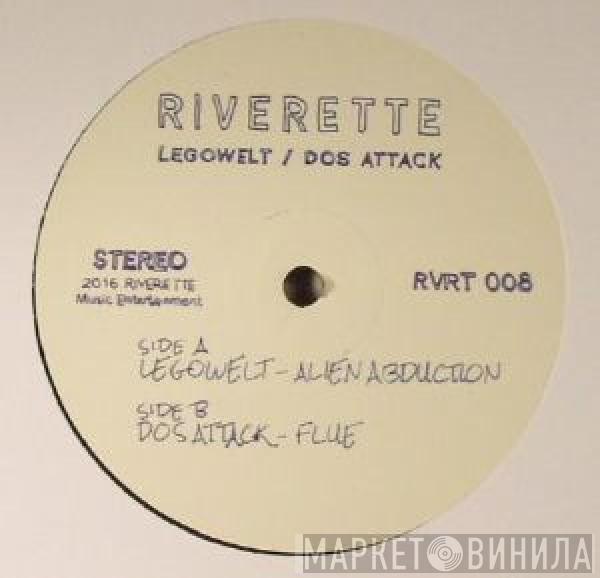 RIVERETTE
LEGOWELT / DOS ATTACK
STEREO
2016 RIVERETTE
Music Entertainment
RVRT 008
SIDE A
LEGOWELT - ALIEN ABDUCTION
SIDE B
DOS ATTACK - FLUE
МАРКЕТ ВИНИЛА